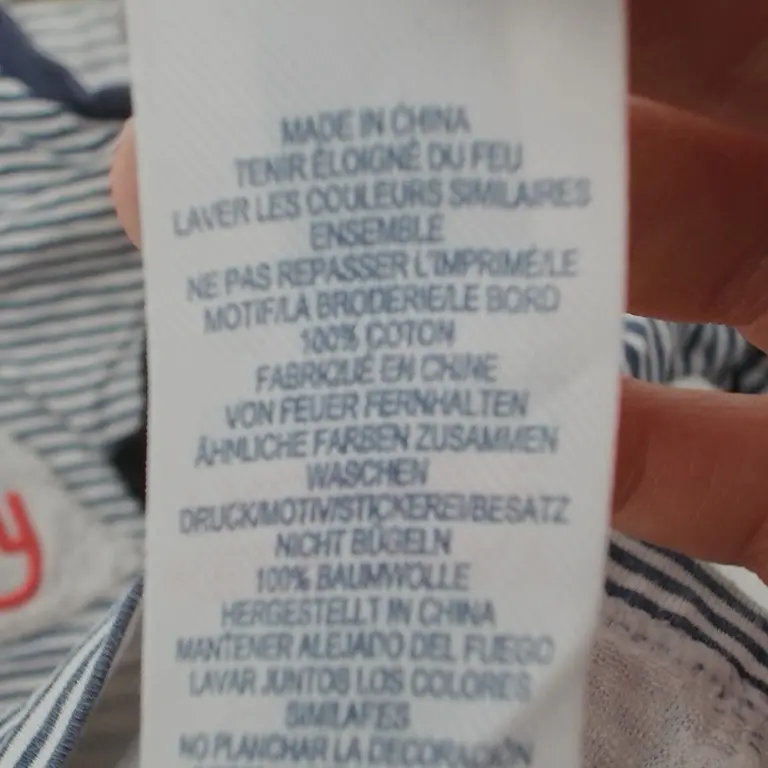 MADE IN CHINA
TENIR ÉLOIGNÉ DU FEU
LAVER LES COULEURS SIMILAIRES
ENSEMBLE
NE PAS REPASSER L'IMPRIMÉ/LE
MOTIF/LA BRODERIE/LE BORD
100% COTON
FABRIQUÉ EN CHINE
VON FEUER FERNHALTEN
ÄHNLICHE FARBEN ZUSAMMEN
WASCHEN
DRUCK/MOTIV/STICKEREI/BESATZ
NICHT BÜGELN
100% BAUMWOLLE
HERGESTELLT IN CHINA
MANTENER ALEJADO DEL FUEGO
LAVAR JUNTOS LOS COLORES
SIMILARES
NO PLANCHAR LA DECORACIÓN
y